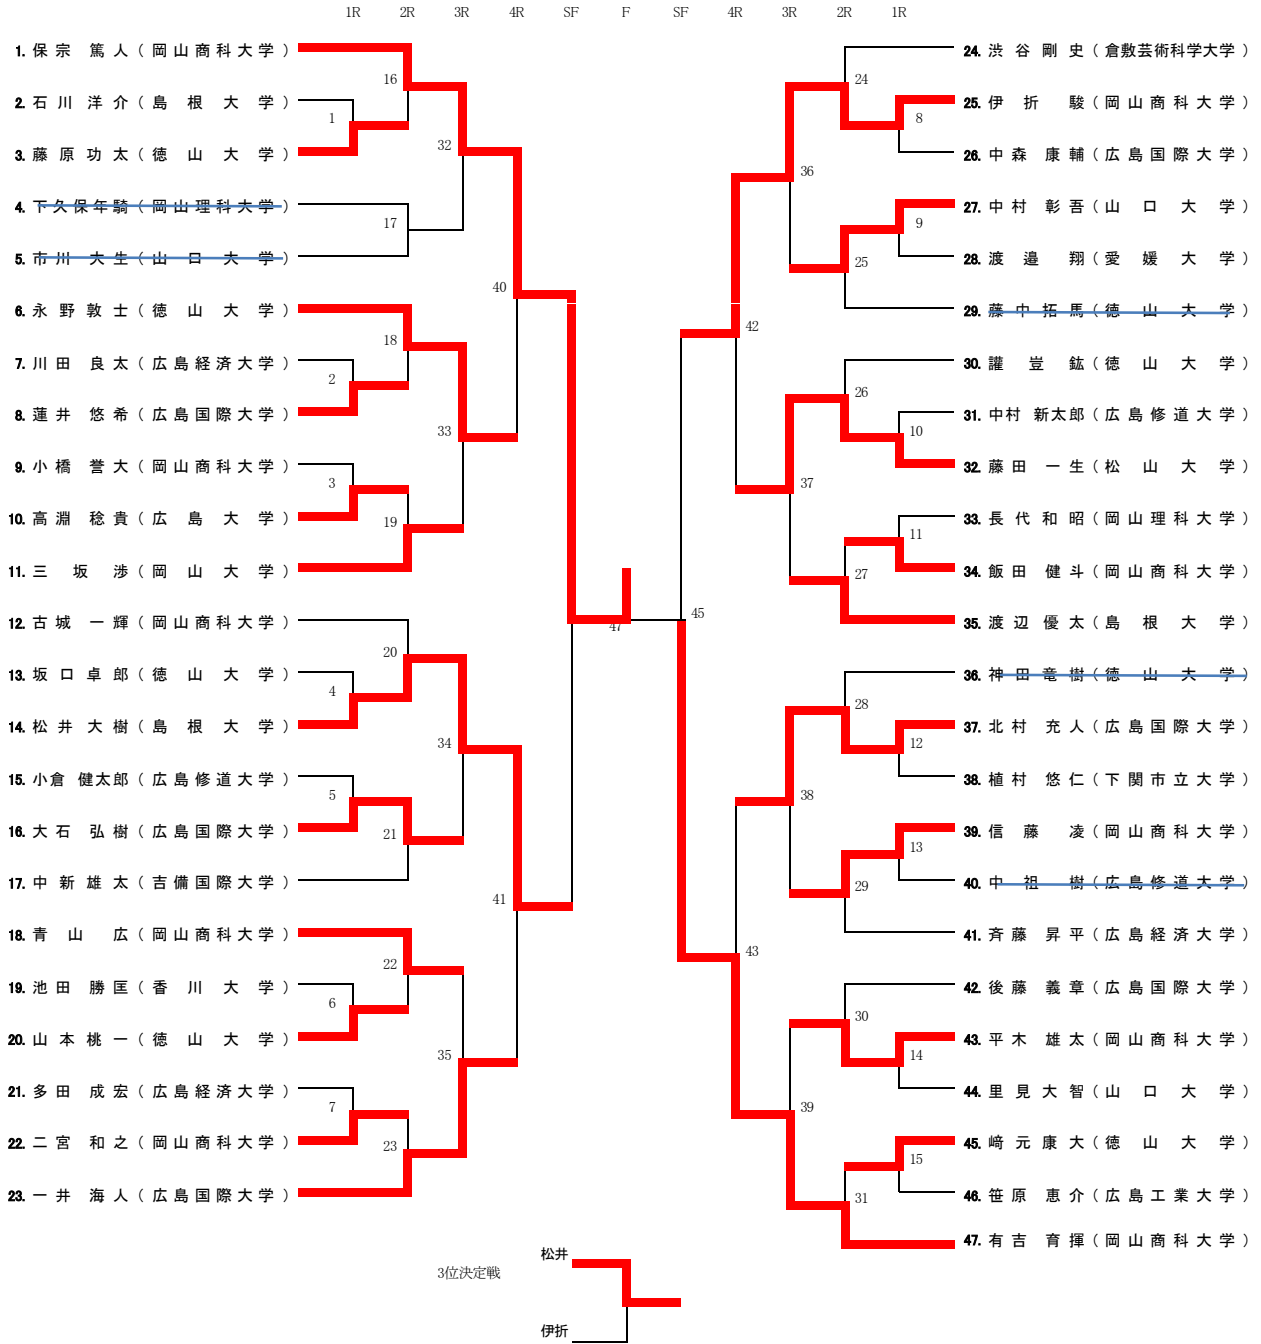 1R 2R 3R 4R SF F SF 4R 3R 2R 1R
1. 保宗 篤人（岡山商科大学）
2. 石川洋介（島根大学）
3. 藤原功太（徳山大学）
4. 下久保年騎（岡山理科大学）
5. 市川大生（山口大学）
6. 永野敦士（徳山大学）
7. 川田良太（広島経済大学）
8. 蓮井悠希（広島国際大学）
9. 小橋誉大（岡山商科大学）
10. 高淵稔貴（広島大学）
11. 三坂渉（岡山大学）
12. 古城一輝（岡山商科大学）
13. 坂口卓郎（徳山大学）
14. 松井大樹（島根大学）
15. 小倉 健太郎（広島修道大学）
16. 大石弘樹（広島国際大学）
17. 中新雄太（吉備国際大学）
18. 青山広（岡山商科大学）
19. 池田勝匡（香川大学）
20. 山本桃一（徳山大学）
21. 多田成宏（広島経済大学）
22. 二宮和之（岡山商科大学）
23. 一井海人（広島国際大学）
1
2
3
4
5
6
7
16
17
18
19
20
21
22
23
32
33
34
35
40
41
47
45
42
43
36
37
38
39
24
25
26
27
28
29
30
31
8
9
10
11
12
13
14
15
24. 渋谷剛史（倉敷芸術科学大学）
25. 伊折駿（岡山商科大学）
26. 中森康輔（広島国際大学）
27. 中村彰吾（山口大学）
28. 渡邉翔（愛媛大学）
29. 藤中拓馬（徳山大学）
30. 讙豈鉱（徳山大学）
31. 中村 新太郎（広島修道大学）
32. 藤田一生（松山大学）
33. 長代和昭（岡山理科大学）
34. 飯田健斗（岡山商科大学）
35. 渡辺優太（島根大学）
36. 神田竜樹（徳山大学）
37. 北村充人（広島国際大学）
38. 植村悠仁（下関市立大学）
39. 信藤凌（岡山商科大学）
40. 中祖樹（広島修道大学）
41. 斉藤昇平（広島経済大学）
42. 後藤義章（広島国際大学）
43. 平木雄太（岡山商科大学）
44. 里見大智（山口大学）
45. 﨑元康大（徳山大学）
46. 笹原恵介（広島工業大学）
47. 有吉育揮（岡山商科大学）
3位決定戦
松井
伊折